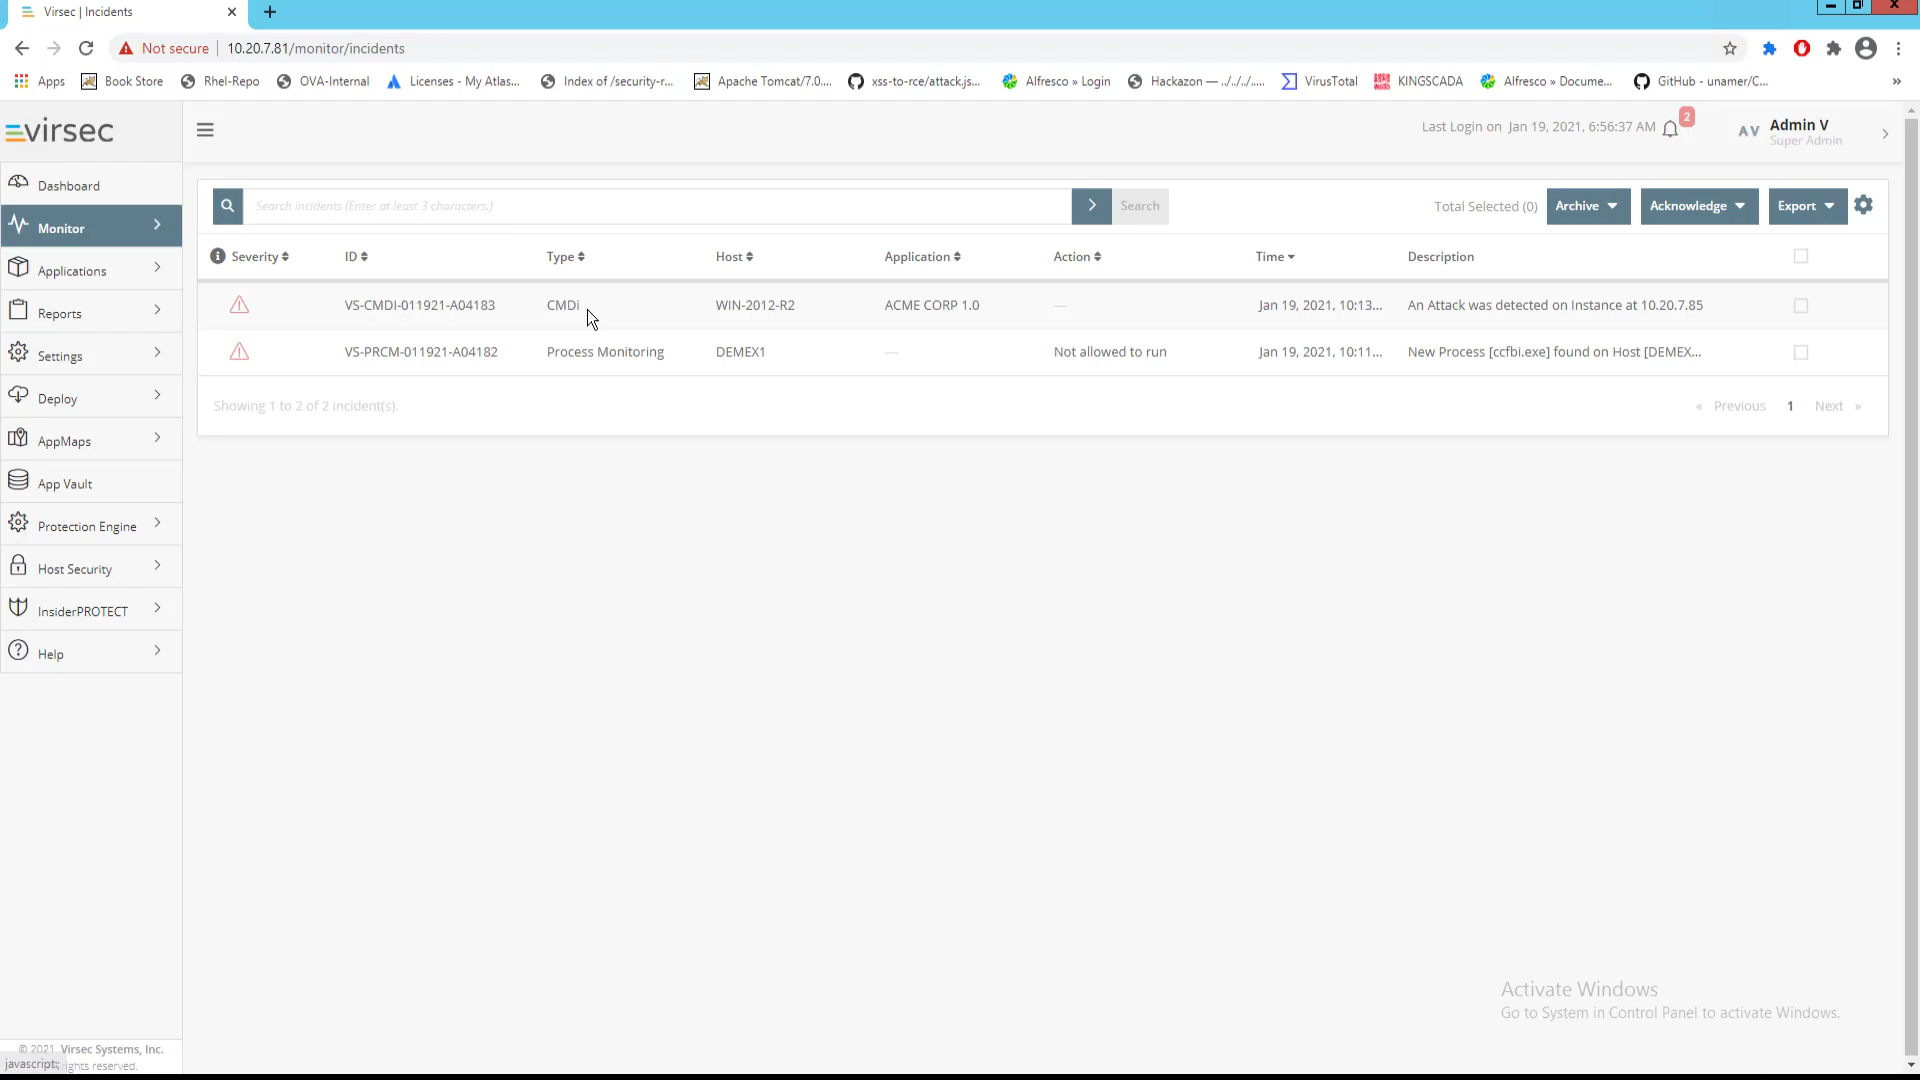 Virsec | Incidents
Not secure | 10.20.7.81/monitor/incidents
Apps Book Store Rhel-Repo OVA-Internal Licenses - My Atlas... Index of /security-r... Apache Tomcat/7.0.... xss-to-rce/attack.js... Alfresco » Login Hackazon — ../../../..... VirusTotal KINGSCADA Alfresco » Docume... GitHub - unamer/C... »
virsec
Last Login on Jan 19, 2021, 6:56:37 AM 2 AV Admin V
Super Admin
Dashboard
Monitor
Applications
Reports
Settings
Deploy
AppMaps
App Vault
Protection Engine
Host Security
InsiderPROTECT
Help
Search incidents (Enter at least 3 characters.) Search Total Selected (0) Archive Acknowledge Export
Severity ID Type Host Application Action Time Description
VS-CMDI-011921-A04183 CMDi WIN-2012-R2 ACME CORP 1.0 — Jan 19, 2021, 10:13... An Attack was detected on Instance at 10.20.7.85
VS-PRCM-011921-A04182 Process Monitoring DEMEX1 — Not allowed to run Jan 19, 2021, 10:11... New Process [ccfbi.exe] found on Host [DEMEX...
Showing 1 to 2 of 2 incident(s). « Previous 1 Next »
Activate Windows
Go to System in Control Panel to activate Windows.
© 2021, Virsec Systems, Inc.
javascript:; ights reserved.